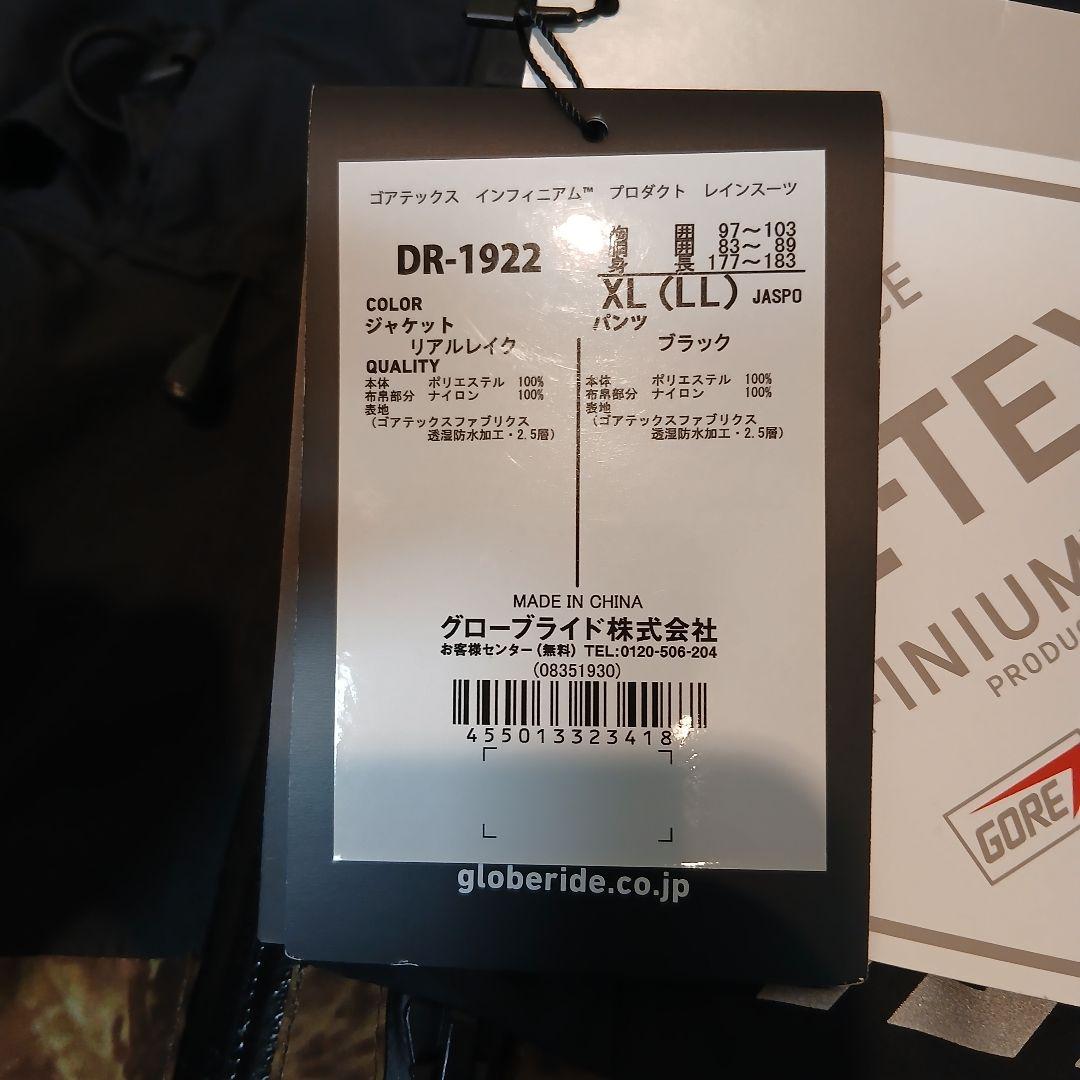 ゴアテックス インフィニアム™ プロダクト レインスーツ
DR-1922
胸 囲 97～103
胴 囲 83～ 89
身 長 177～183
XL (LL) JASPO
COLOR
ジャケット
リアルレイク
パンツ
ブラック
QUALITY
本体 ポリエステル 100%
布帛部分 ナイロン 100%
表地
(ゴアテックスファブリクス
透湿防水加工・2.5層)
本体 ポリエステル 100%
布帛部分 ナイロン 100%
表地
(ゴアテックスファブリクス
透湿防水加工・2.5層)
MADE IN CHINA
グローブライド株式会社
お客様センター(無料) TEL:0120-506-204
(08351930)
455013323418
globeride.co.jp
CE
-TEX
FINIUM
PRODUC
GORE